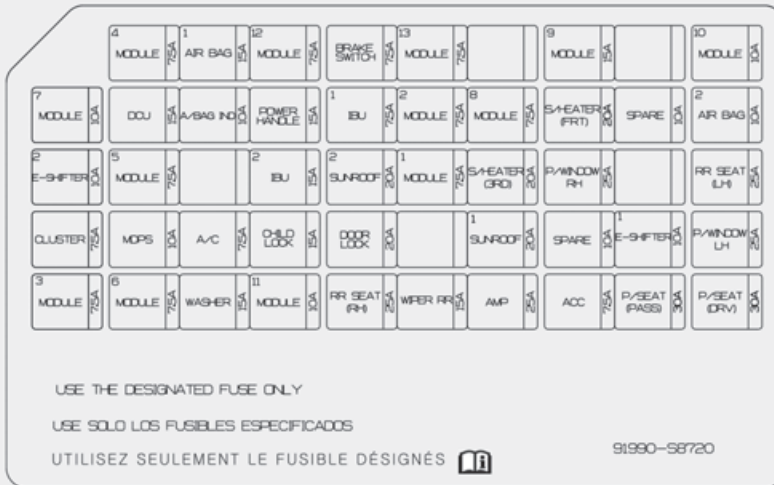 4 MODULE 7.5A 1 AIR BAG 15A 12 MODULE 7.5A BRAKE SWITCH 7.5A 13 MODULE 7.5A 9 MODULE 15A 10 MODULE 10A
7 MODULE 10A DCU 15A A/BAG IND 10A POWER HANDLE 15A 1 IBU 7.5A 2 MODULE 7.5A 8 MODULE 7.5A S/HEATER (FRT) 20A SPARE 10A 2 AIR BAG 10A
2 E-SHIFTER 10A 5 MODULE 7.5A 2 IBU 15A 2 SUNROOF 20A 1 MODULE 7.5A S/HEATER (3RD) 20A P/WINDOW RH 25A RR SEAT (LH) 25A
CLUSTER 7.5A MDPS 10A A/C 7.5A CHILD LOCK 15A DOOR LOCK 20A 1 SUNROOF 20A SPARE 10A 1 E-SHIFTER 10A P/WINDOW LH 25A
3 MODULE 7.5A 6 MODULE 7.5A WASHER 15A 11 MODULE 10A RR SEAT (RH) 25A WIPER RR 15A AMP 25A ACC 7.5A P/SEAT (PASS) 30A P/SEAT (DRV) 30A
USE THE DESIGNATED FUSE ONLY
USE SOLO LOS FUSIBLES ESPECIFICADOS
UTILISEZ SEULEMENT LE FUSIBLE DÉSIGNÉS
91990-S8720